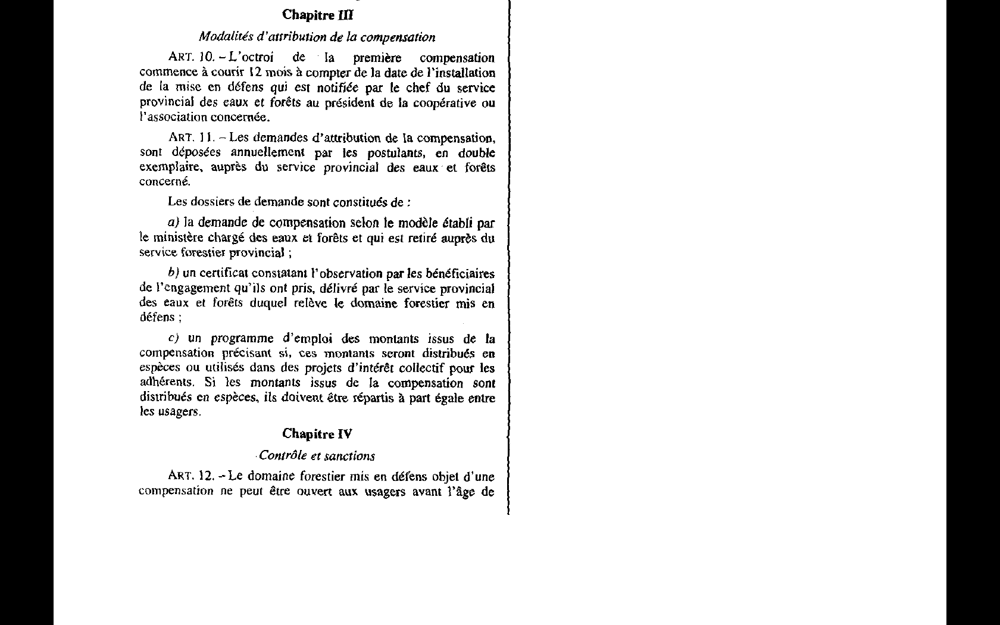 Chapitre III
Modalités d'attribution de la compensation
ART. 10. – L'octroi de la première compensation
commence à courir 12 mois à compter de la date de l'installation
de la mise en défens qui est notifiée par le chef du service
provincial des eaux et forêts au président de la coopérative ou
l'association concernée.
ART. 11. – Les demandes d'attribution de la compensation,
sont déposées annuellement par les postulants, en double
exemplaire, auprès du service provincial des eaux et forêts
concerné.
Les dossiers de demande sont constitués de :
a) la demande de compensation selon le modèle établi par
le ministère chargé des eaux et forêts et qui est retiré auprès du
service forestier provincial ;
b) un certificat constatant l'observation par les bénéficiaires
de l'engagement qu'ils ont pris, délivré par le service provincial
des eaux et forêts duquel relève le domaine forestier mis en
défens ;
c) un programme d'emploi des montants issus de la
compensation précisant si, ces montants seront distribués en
espèces ou utilisés dans des projets d'intérêt collectif pour les
adhérents. Si les montants issus de la compensation sont
distribués en espèces, ils doivent être répartis à part égale entre
les usagers.
Chapitre IV
Contrôle et sanctions
ART. 12. – Le domaine forestier mis en défens objet d'une
compensation ne peut être ouvert aux usagers avant l'âge de